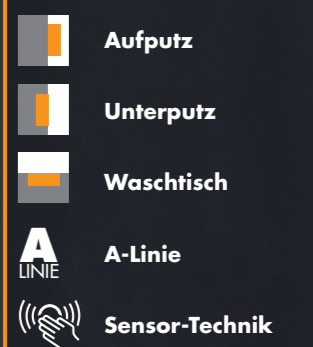 Aufputz
Unterputz
Waschtisch
A
LINIE
A-Linie
Sensor-Technik